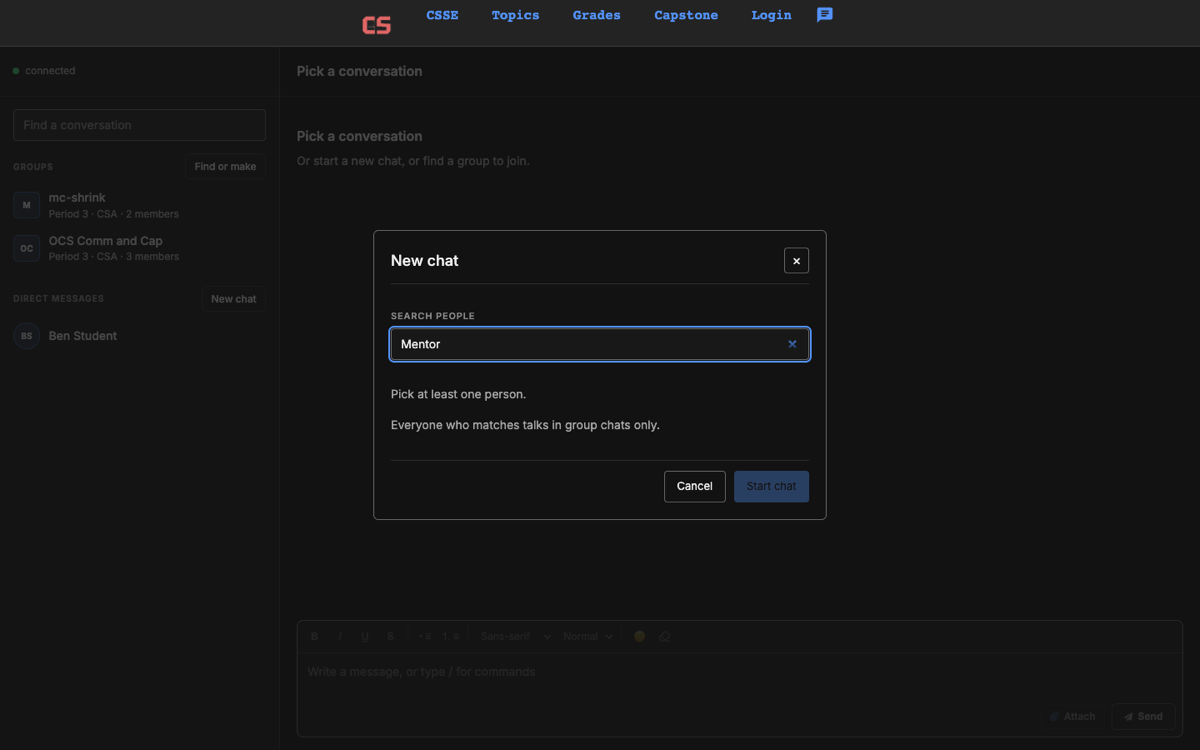 CS
CSSE Topics Grades Capstone Login
connected
Pick a conversation
Find a conversation
Pick a conversation
Or start a new chat, or find a group to join.
GROUPS
Find or make
M
mc-shrink
Period 3 · CSA · 2 members
OC
OCS Comm and Cap
Period 3 · CSA · 3 members
DIRECT MESSAGES
New chat
BS
Ben Student
New chat
×
SEARCH PEOPLE
Mentor
Pick at least one person.
Everyone who matches talks in group chats only.
Cancel
Start chat
B I U S Sans-serif Normal
Write a message, or type / for commands
Attach
Send